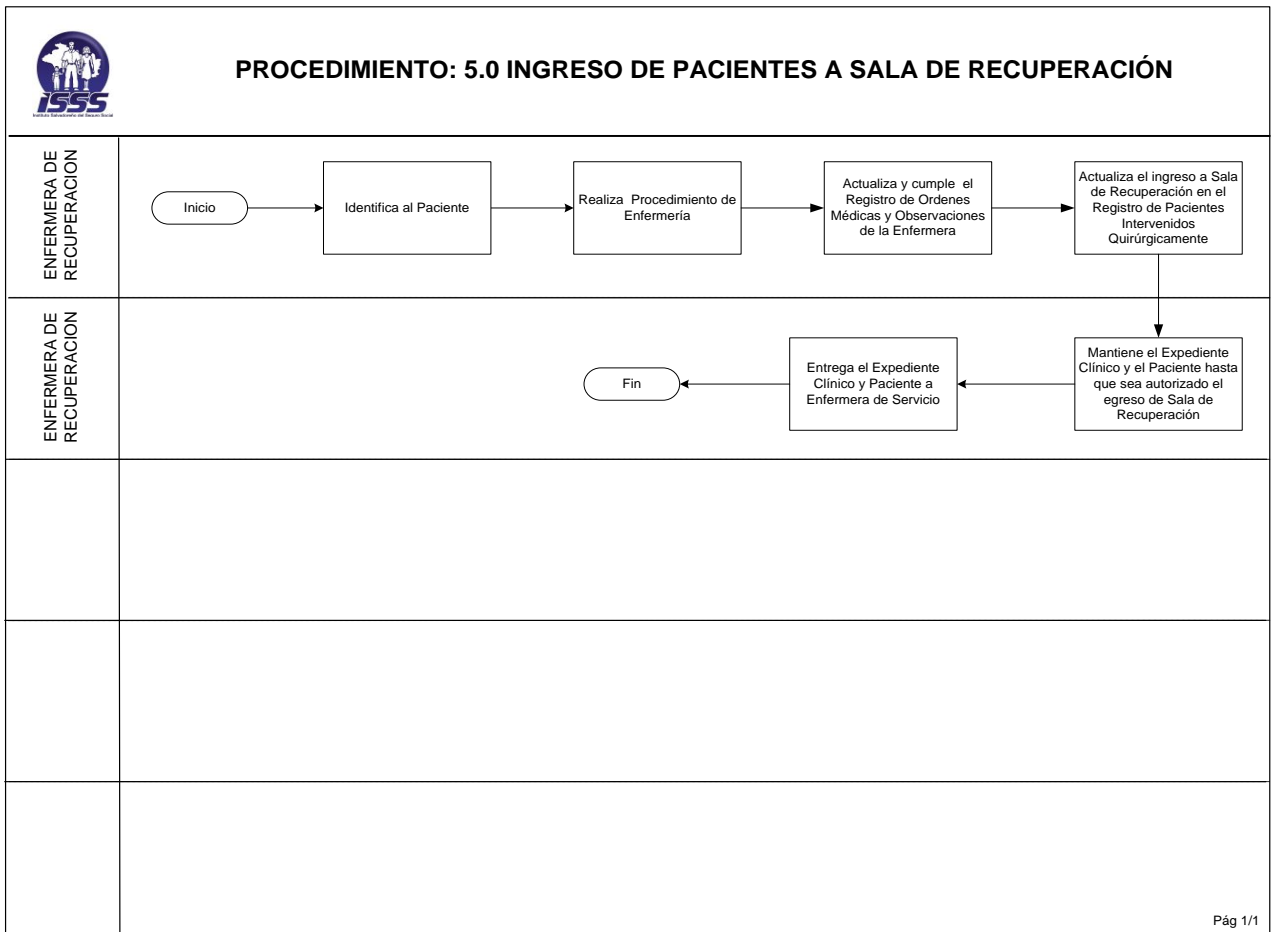 ISSS
Instituto Salvadoreño del Seguro Social
PROCEDIMIENTO: 5.0 INGRESO DE PACIENTES A SALA DE RECUPERACIÓN
ENFERMERA DE
RECUPERACION
Inicio
Identifica al Paciente
Realiza Procedimiento de
Enfermería
Actualiza y cumple el
Registro de Ordenes
Médicas y Observaciones
de la Enfermera
Actualiza el ingreso a Sala
de Recuperación en el
Registro de Pacientes
Intervenidos
Quirúrgicamente
ENFERMERA DE
RECUPERACION
Mantiene el Expediente
Clínico y el Paciente hasta
que sea autorizado el
egreso de Sala de
Recuperación
Entrega el Expediente
Clínico y Paciente a
Enfermera de Servicio
Fin
Pág 1/1